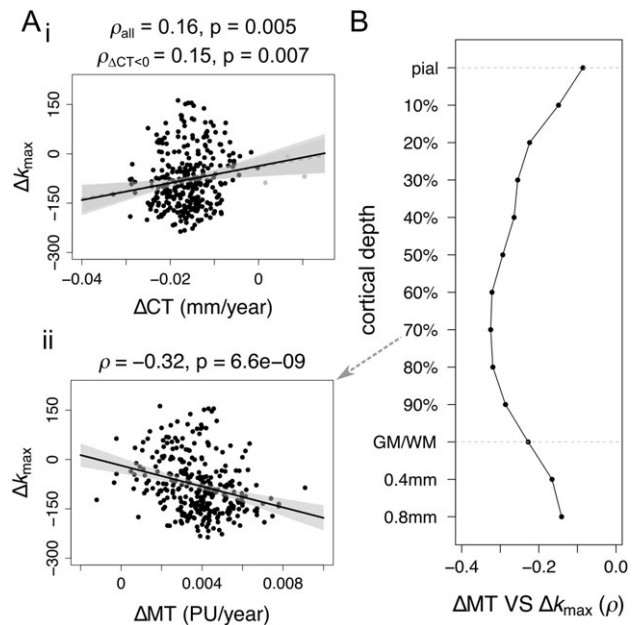 A
i
ρall = 0.16, p = 0.005
ρΔCT<0 = 0.15, p = 0.007
Δkmax
150
0
−150
−300
−0.04
−0.02
0
ΔCT (mm/year)
ii
ρ = −0.32, p = 6.6e−09
Δkmax
150
0
−150
−300
0
0.004
0.008
ΔMT (PU/year)
B
cortical depth
pial
10%
20%
30%
40%
50%
60%
70%
80%
90%
GM/WM
0.4mm
0.8mm
−0.4
−0.2
0.0
ΔMT VS Δkmax (ρ)